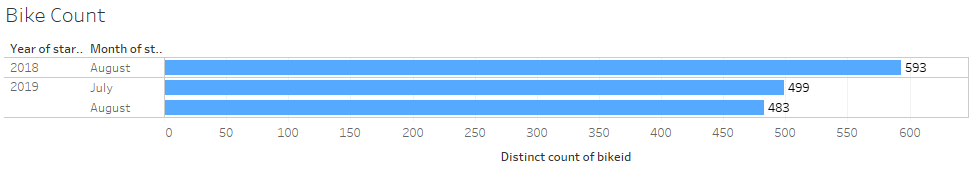 Bike Count
Year of star.. Month of st..
2018 August 593
2019 July 499
August 483
0 50 100 150 200 250 300 350 400 450 500 550 600
Distinct count of bikeid